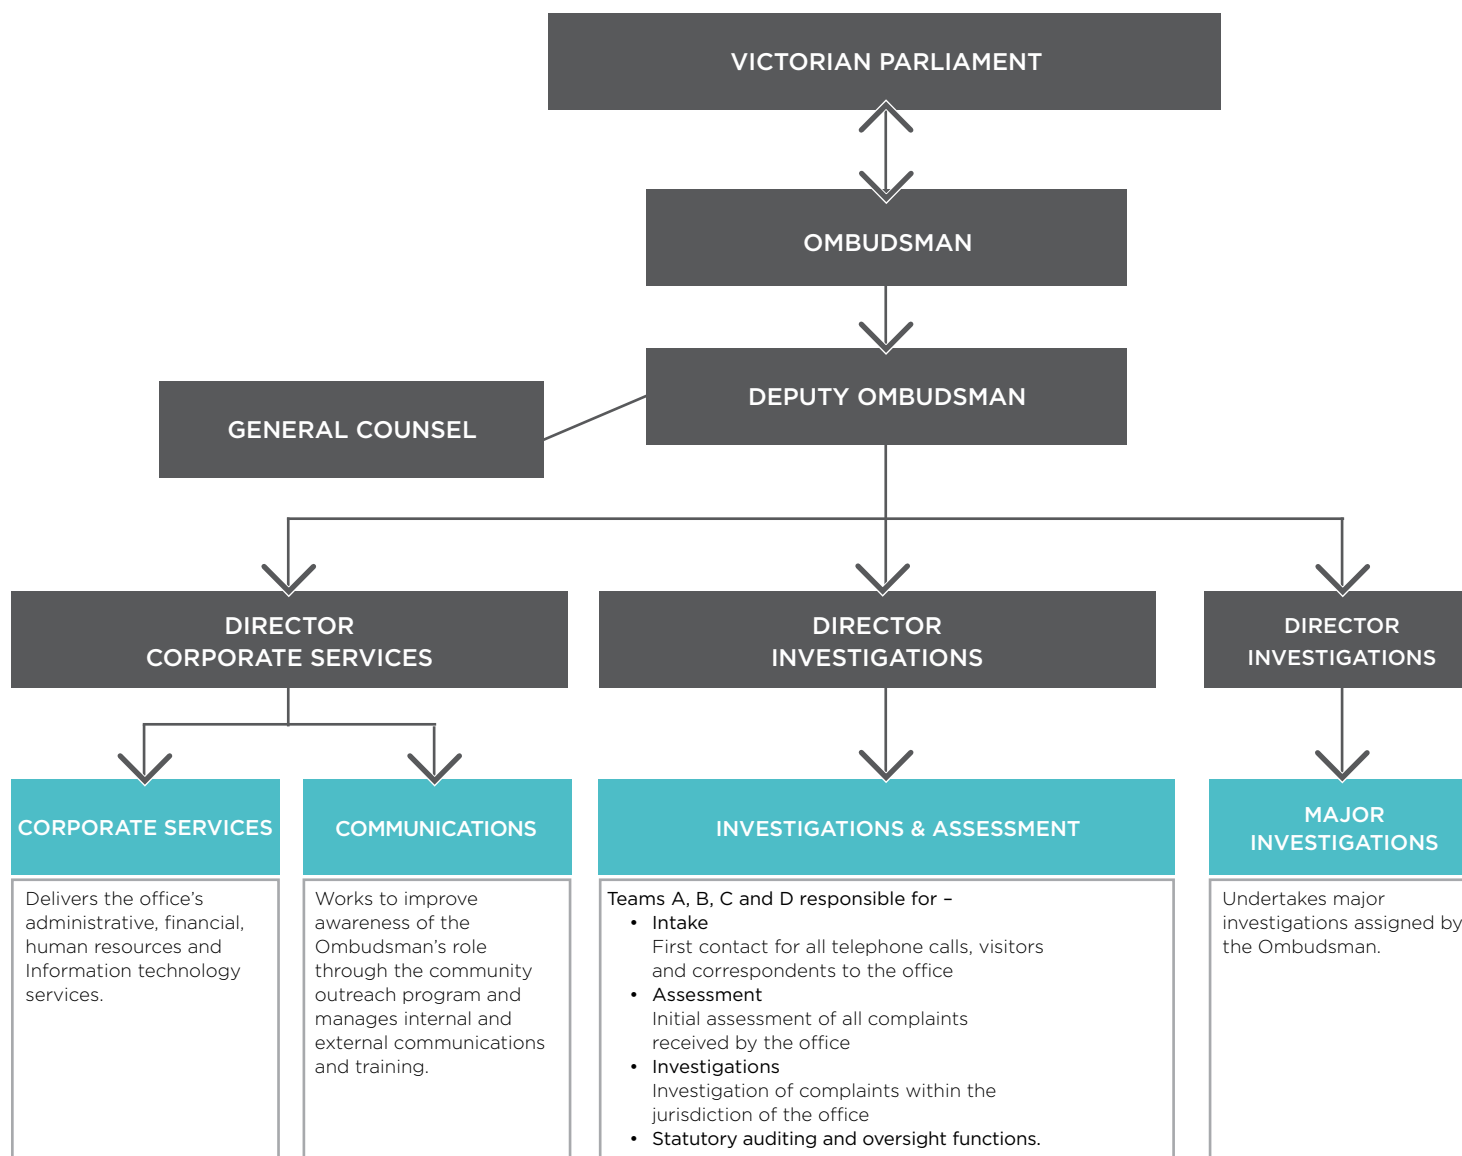 VICTORIAN PARLIAMENT
OMBUDSMAN
DEPUTY OMBUDSMAN
GENERAL COUNSEL
DIRECTOR
CORPORATE SERVICES
DIRECTOR
INVESTIGATIONS
DIRECTOR
INVESTIGATIONS
CORPORATE SERVICES
Delivers the office's
administrative, financial,
human resources and
Information technology
services.
COMMUNICATIONS
Works to improve
awareness of the
Ombudsman's role
through the community
outreach program and
manages internal and
external communications
and training.
INVESTIGATIONS & ASSESSMENT
Teams A, B, C and D responsible for –
• Intake
First contact for all telephone calls, visitors
and correspondents to the office
• Assessment
Initial assessment of all complaints
received by the office
• Investigations
Investigation of complaints within the
jurisdiction of the office
• Statutory auditing and oversight functions.
MAJOR
INVESTIGATIONS
Undertakes major
investigations assigned by
the Ombudsman.